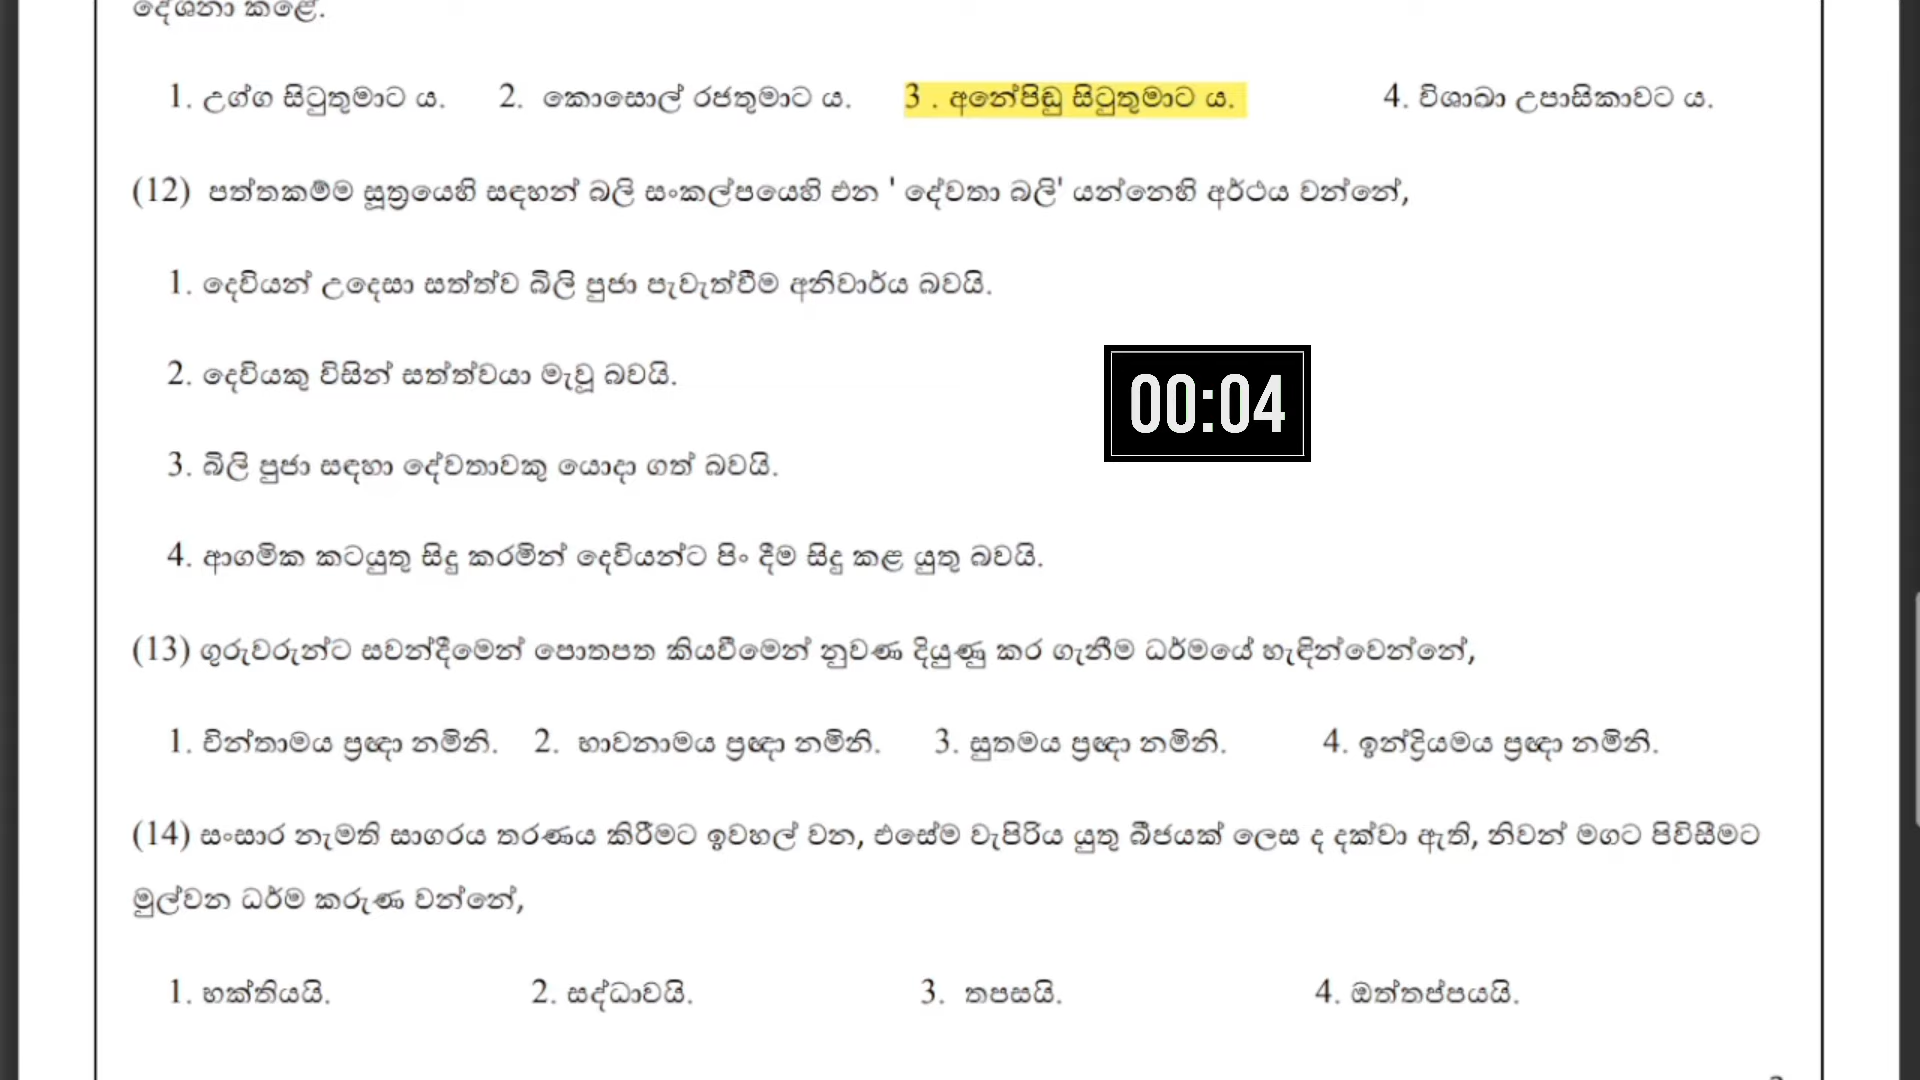 දේශනා කළේ.
1. උග්ග සිටුතුමාට ය. 2. කොසොල් රජතුමාට ය. 3 . අනේපිඬු සිටුතුමාට ය. 4. විශාඛා උපාසිකාවට ය.
(12) පත්තකම්ම සූත්‍රයෙහි සඳහන් බලි සංකල්පයෙහි එන ' දේවතා බලි' යන්නෙහි අර්ථය වන්නේ,
1. දෙවියන් උදෙසා සත්ත්ව බිලි පුජා පැවැත්වීම අනිවාර්ය බවයි.
2. දෙවියකු විසින් සත්ත්වයා මැවූ බවයි.
00:04
3. බිලි පුජා සඳහා දේවතාවකු යොදා ගත් බවයි.
4. ආගමික කටයුතු සිදු කරමින් දෙවියන්ට පිං දීම සිදු කළ යුතු බවයි.
(13) ගුරුවරුන්ට සවන්දීමෙන් පොතපත කියවීමෙන් නුවණ දියුණු කර ගැනීම ධර්මයේ හැඳින්වෙන්නේ,
1. චින්තාමය ප්‍රඥා නමිනි. 2. භාවනාමය ප්‍රඥා නමිනි. 3. සුතමය ප්‍රඥා නමිනි. 4. ඉන්ද්‍රියමය ප්‍රඥා නමිනි.
(14) සංසාර නැමති සාගරය තරණය කිරීමට ඉවහල් වන, එසේම වැපිරිය යුතු බීජයක් ලෙස ද දක්වා ඇති, නිවන් මගට පිවිසීමට
මුල්වන ධර්ම කරුණ වන්නේ,
1. භක්තියයි. 2. සද්ධාවයි. 3. තපසයි. 4. ඔත්තප්පයයි.